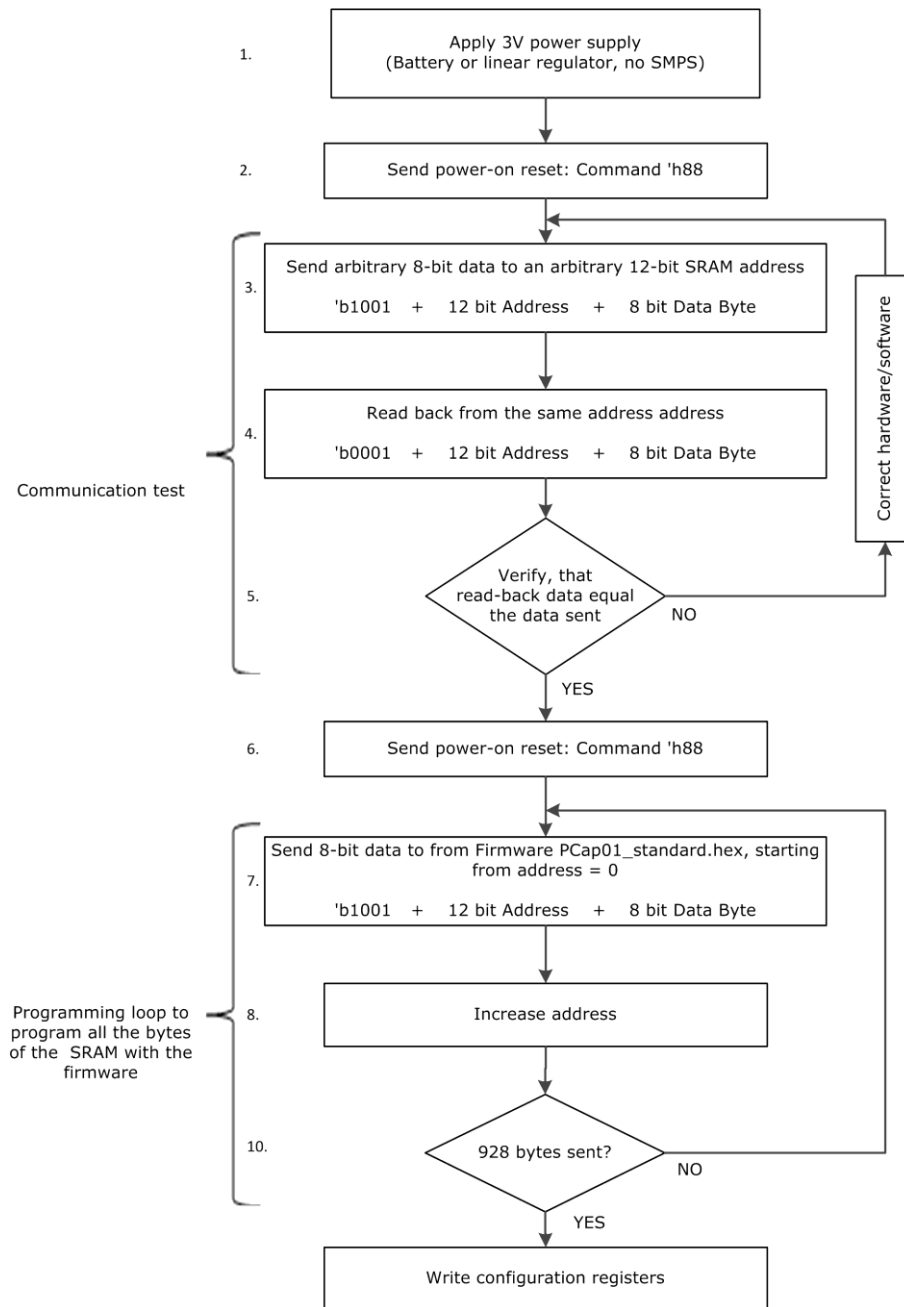 1.
Apply 3V power supply
(Battery or linear regulator, no SMPS)
2.
Send power-on reset: Command 'h88
3.
Send arbitrary 8-bit data to an arbitrary 12-bit SRAM address
'b1001 + 12 bit Address + 8 bit Data Byte
Correct hardware/software
4.
Read back from the same address address
'b0001 + 12 bit Address + 8 bit Data Byte
Communication test
5.
Verify, that
read-back data equal
the data sent
NO
YES
6.
Send power-on reset: Command 'h88
7.
Send 8-bit data to from Firmware PCap01_standard.hex, starting
from address = 0
'b1001 + 12 bit Address + 8 bit Data Byte
Programming loop to
program all the bytes
of the SRAM with the
firmware
8.
Increase address
10.
928 bytes sent?
NO
YES
Write configuration registers